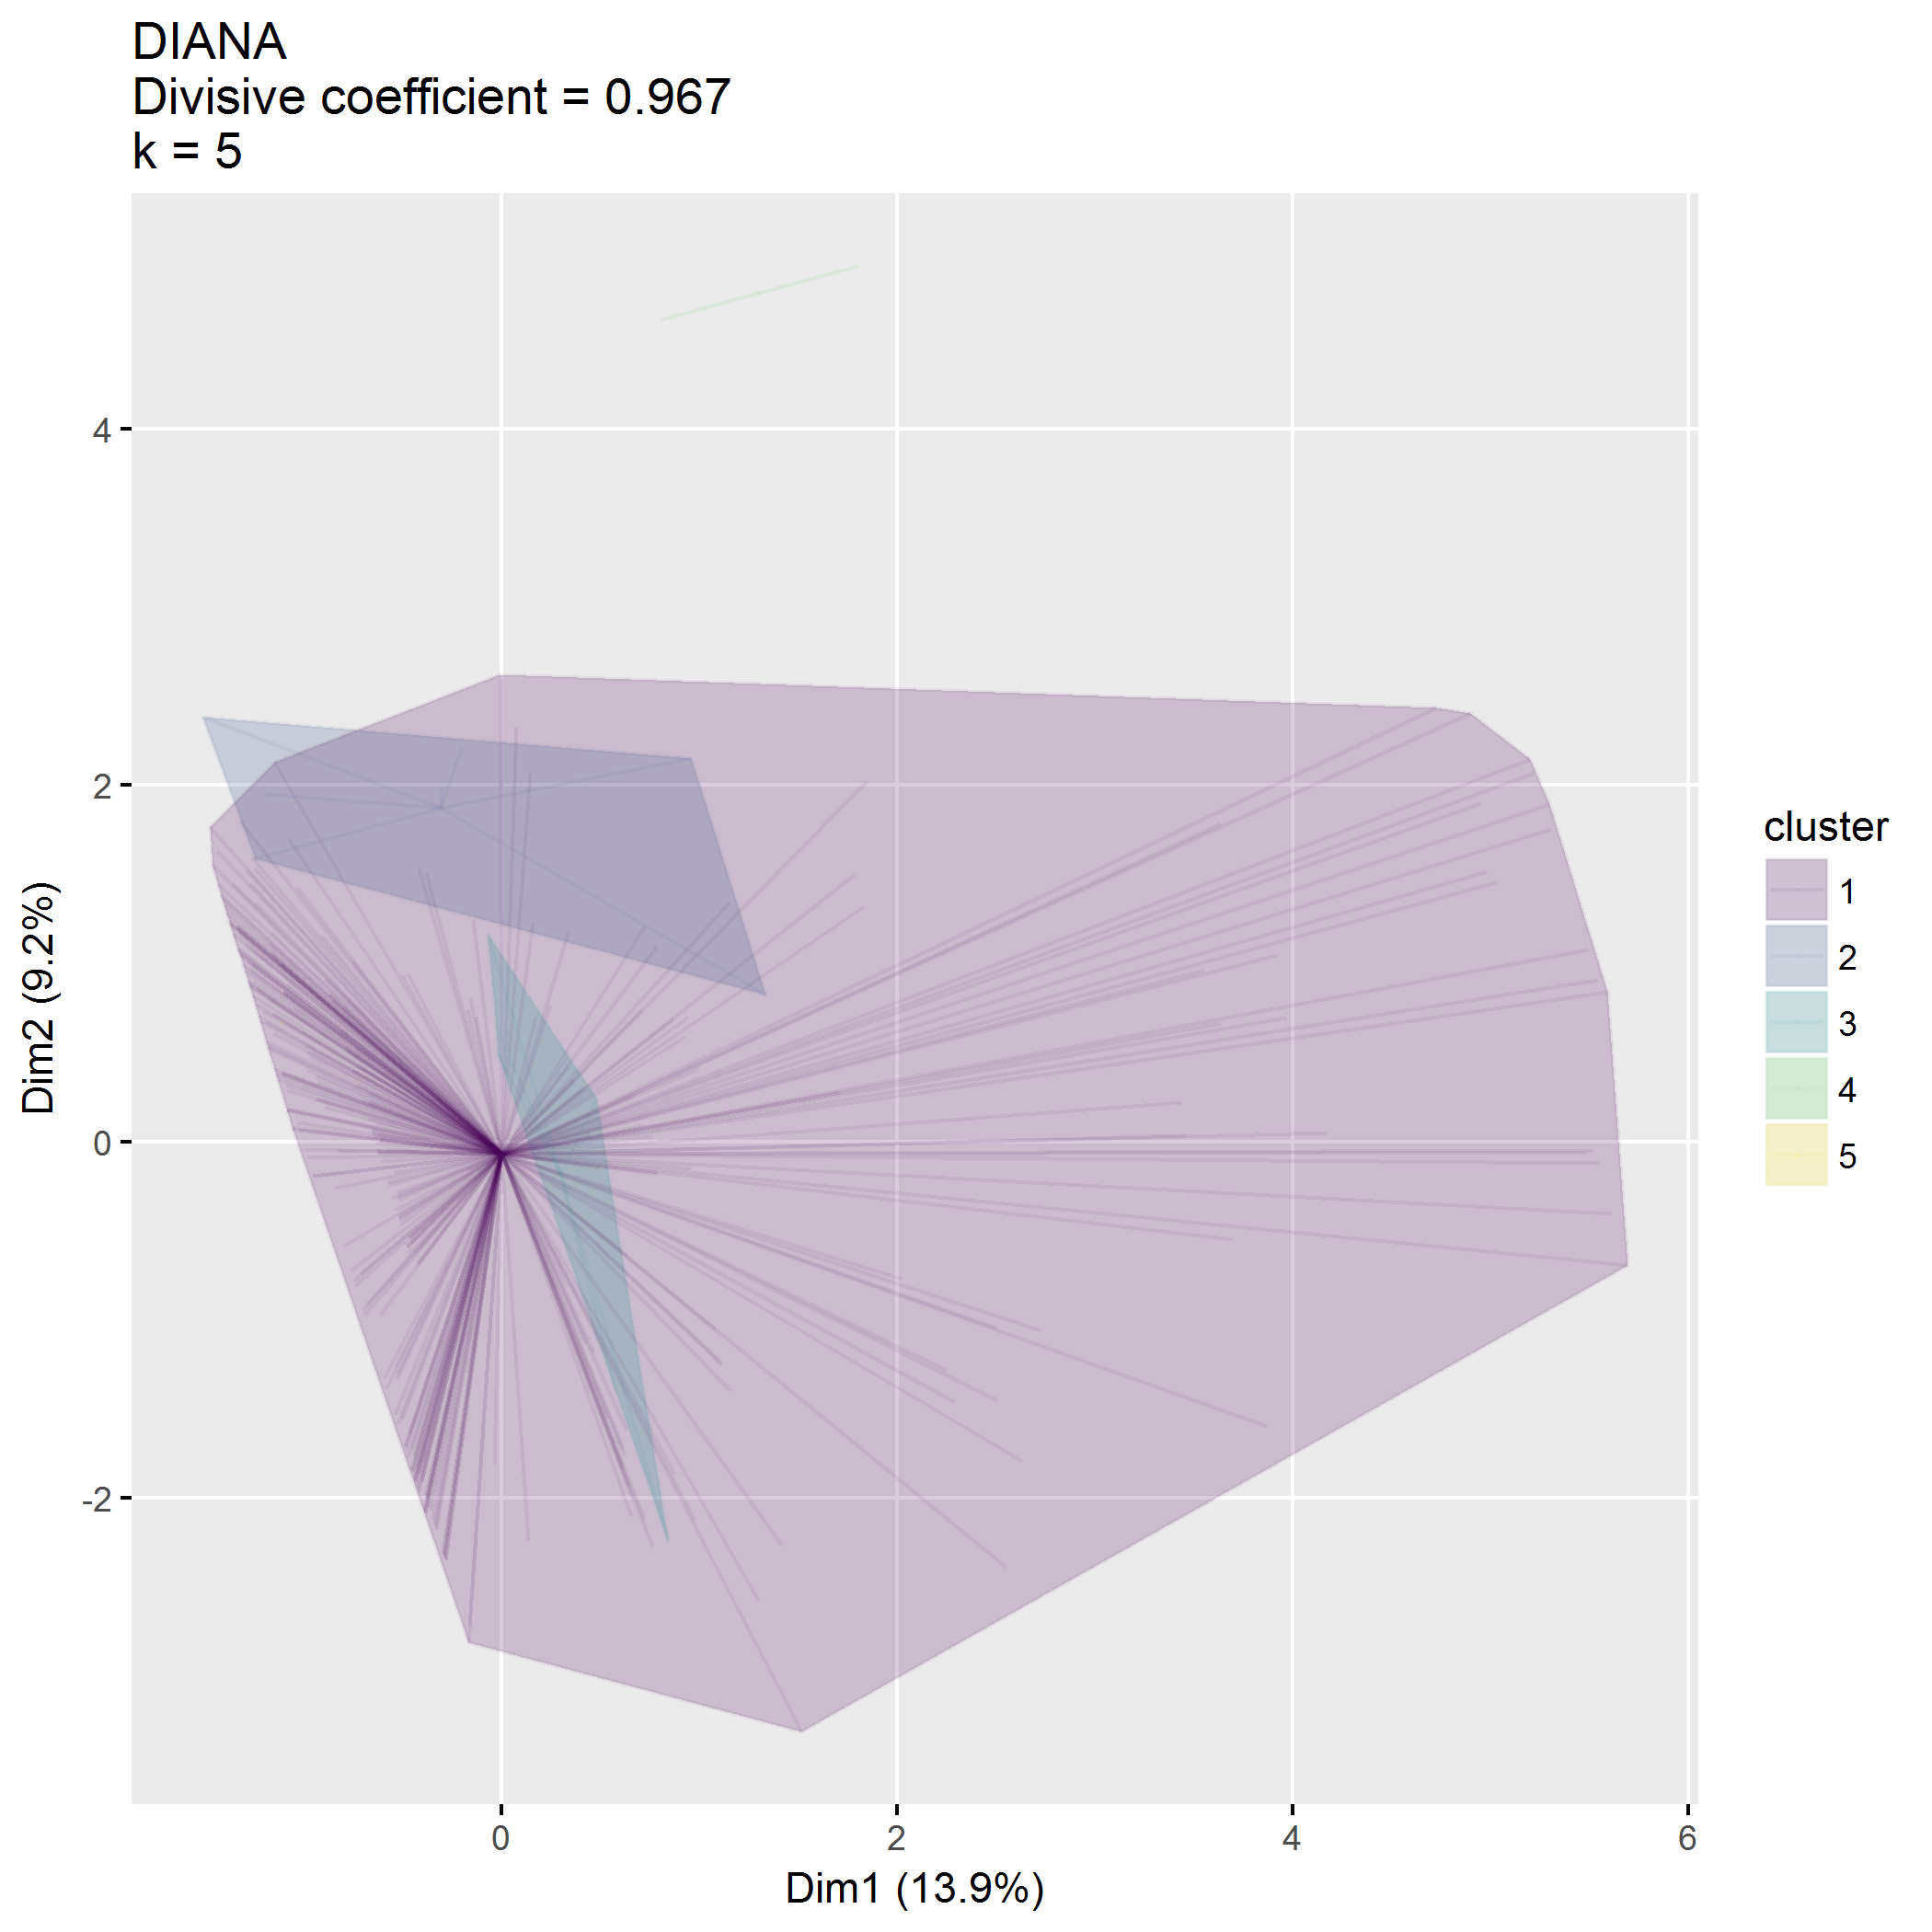 DIANA
Divisive coefficient = 0.967
k = 5
4
2
0
-2
Dim2 (9.2%)
0
2
4
6
Dim1 (13.9%)
cluster
1
2
3
4
5